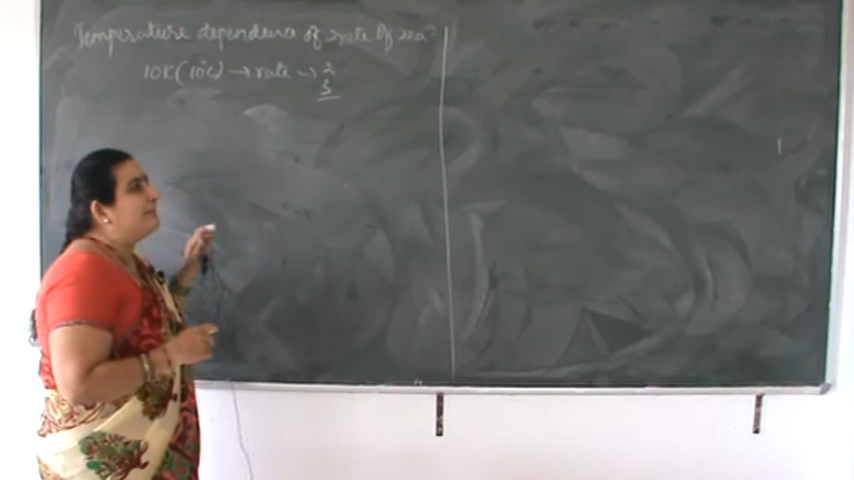 Temperature dependence of rate of rea
10K (10°C) → rate → 2
3